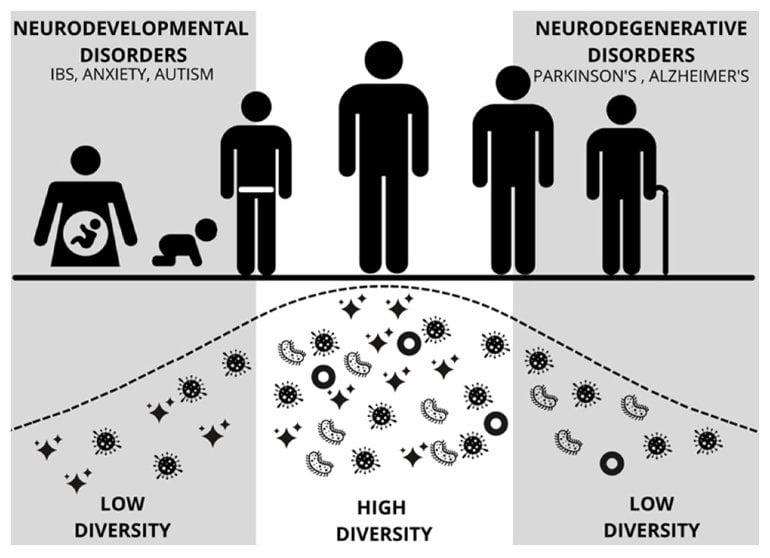 NEURODEVELOPMENTAL
DISORDERS
IBS, ANXIETY, AUTISM
NEURODEGENERATIVE
DISORDERS
PARKINSON'S , ALZHEIMER'S
LOW
DIVERSITY
HIGH
DIVERSITY
LOW
DIVERSITY